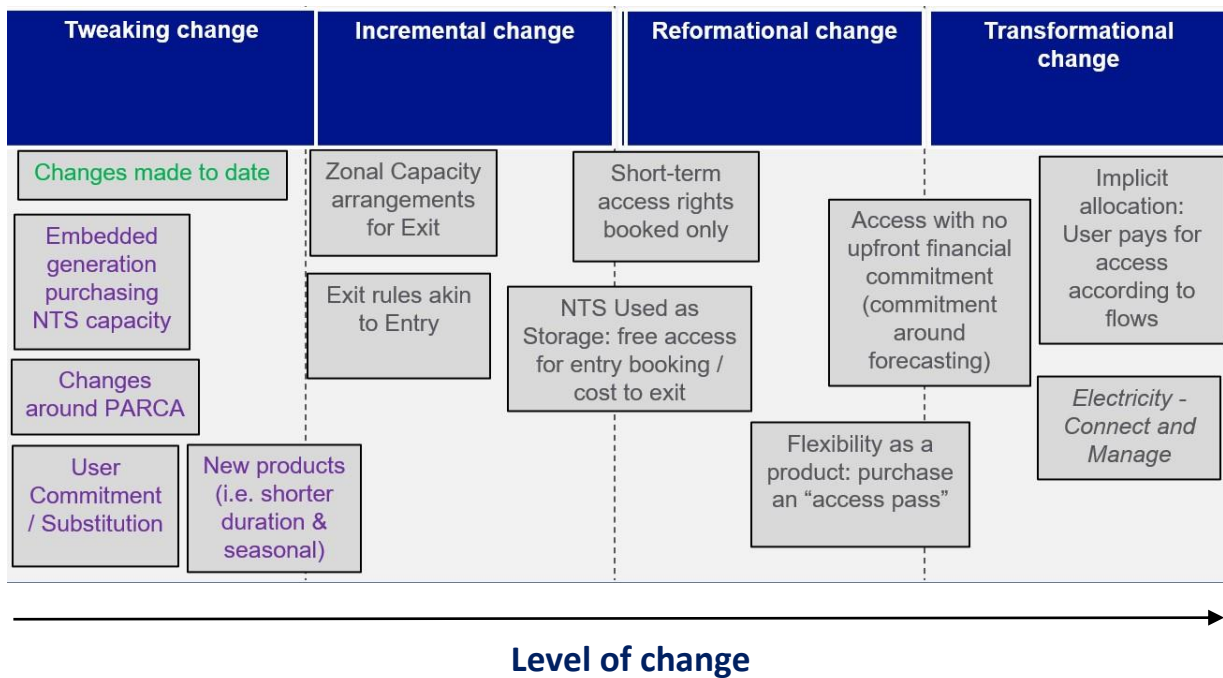 Tweaking change
Incremental change
Reformational change
Transformational
change
Changes made to date
Embedded
generation
purchasing
NTS capacity
Changes
around PARCA
User
Commitment
/ Substitution
New products
(i.e. shorter
duration &
seasonal)
Zonal Capacity
arrangements
for Exit
Exit rules akin
to Entry
Short-term
access rights
booked only
NTS Used as
Storage: free access
for entry booking /
cost to exit
Access with no
upfront financial
commitment
(commitment
around
forecasting)
Flexibility as a
product: purchase
an “access pass”
Implicit
allocation:
User pays for
access
according to
flows
Electricity -
Connect and
Manage
Level of change